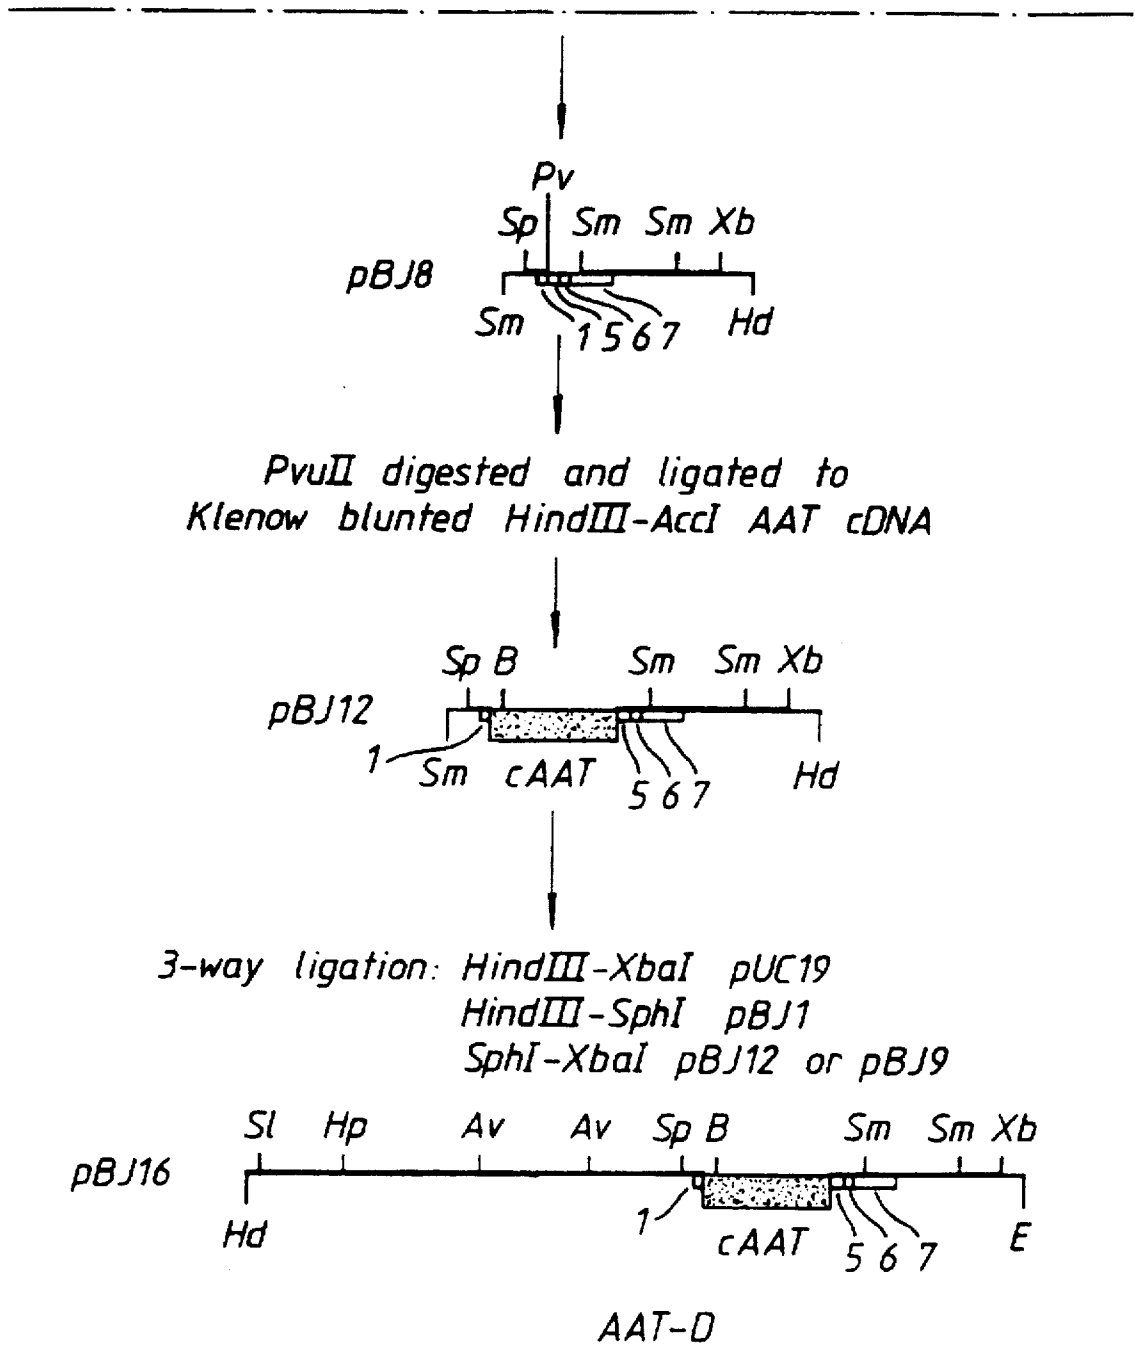 Pv
Sp Sm Sm Xb
pBJ8
Sm 1 5 6 7 Hd
PvuII digested and ligated to
Klenow blunted HindIII-AccI AAT cDNA
Sp B Sm Sm Xb
pBJ12
1 Sm cAAT 5 6 7 Hd
3-way ligation: HindIII-XbaI pUC19
HindIII-SphI pBJ1
SphI-XbaI pBJ12 or pBJ9
Sl Hp Av Av Sp B Sm Sm Xb
pBJ16
Hd 1 cAAT 5 6 7 E
AAT-D